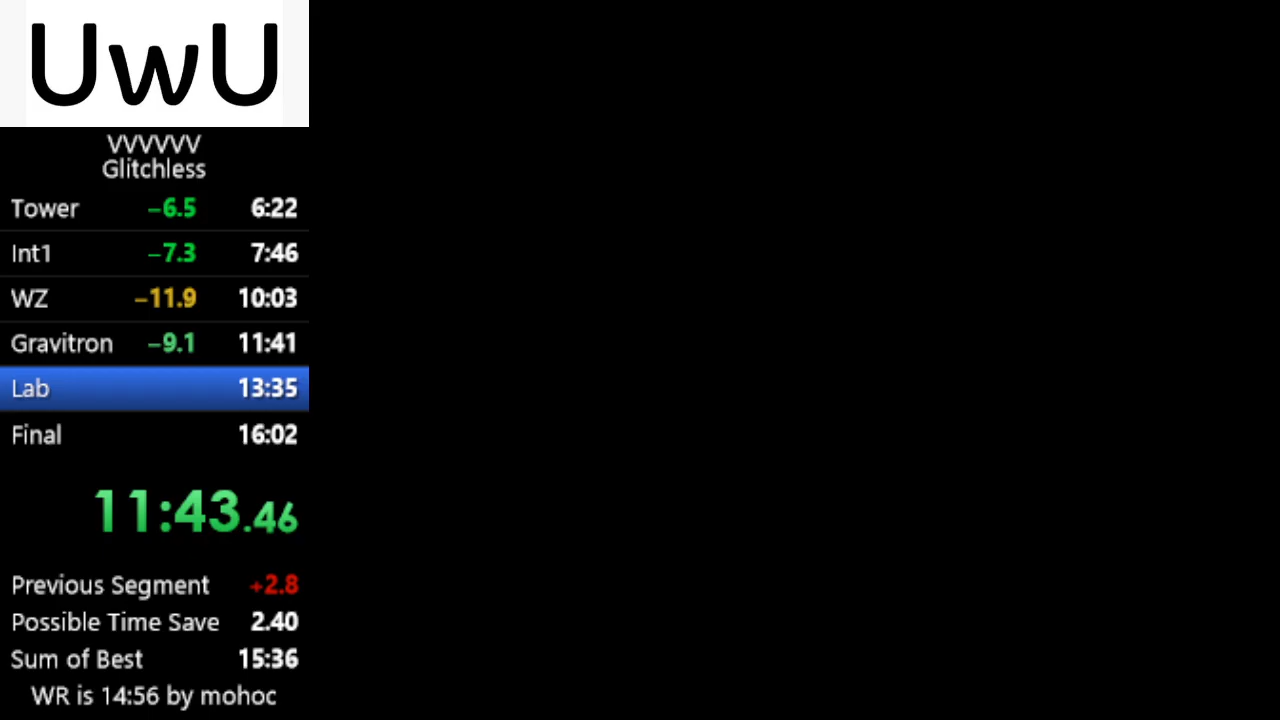 UwU
VVVVVV
Glitchless
Tower −6.5 6:22
Int1 −7.3 7:46
WZ −11.9 10:03
Gravitron −9.1 11:41
Lab 13:35
Final 16:02
11:43.46
Previous Segment +2.8
Possible Time Save 2.40
Sum of Best 15:36
WR is 14:56 by mohoc